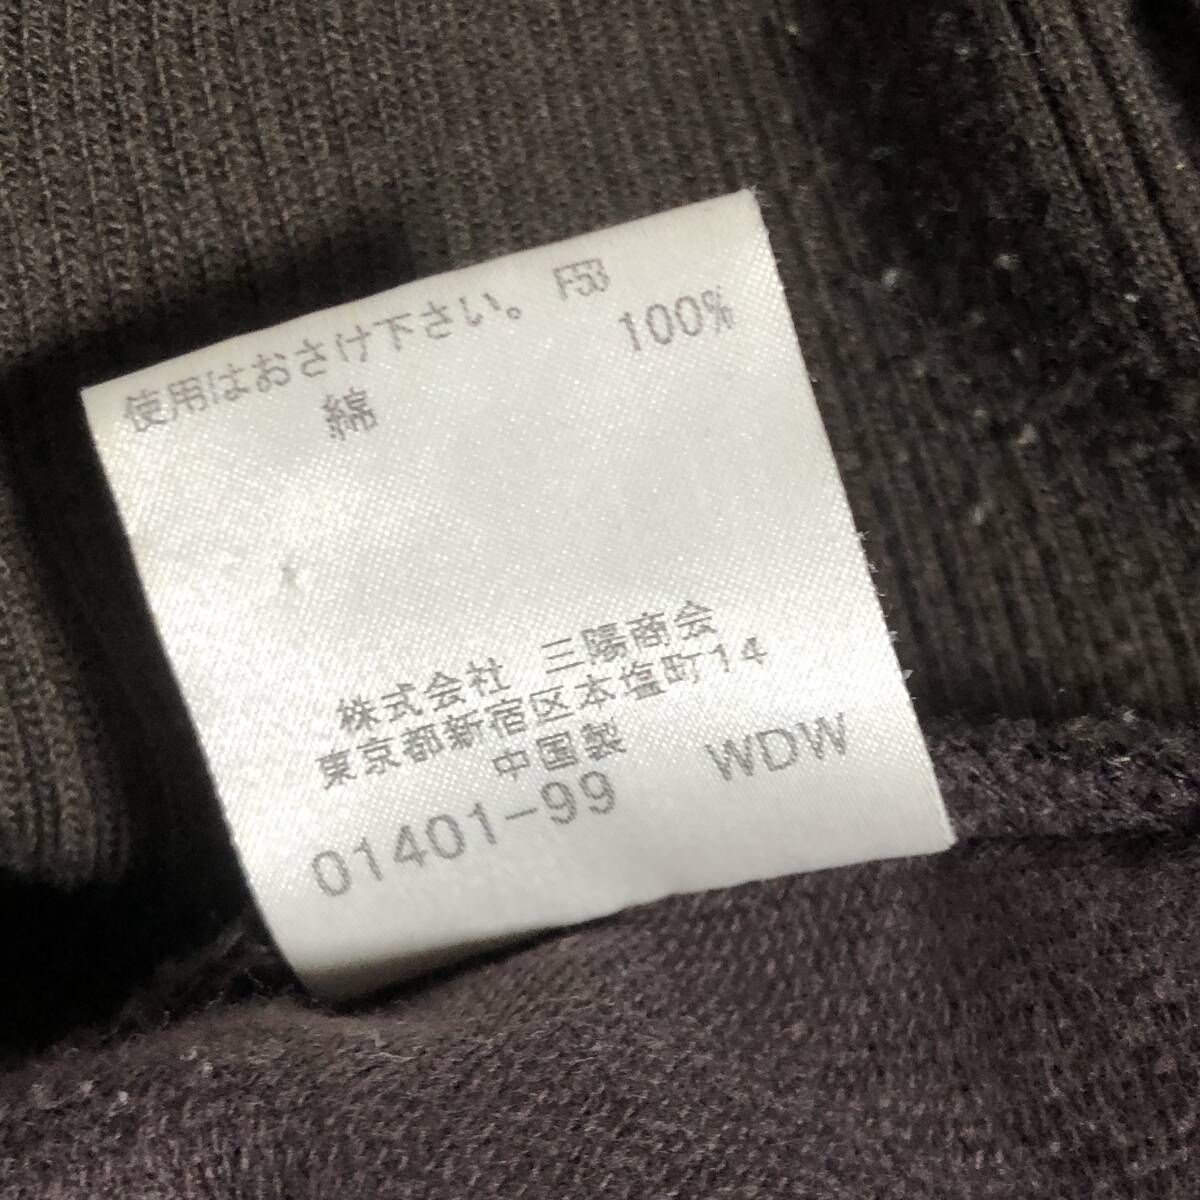 使用はおさけ下さい。 F53
綿 100%
株式会社 三陽商会
東京都新宿区本塩町14
中国製
01401-99 WDW